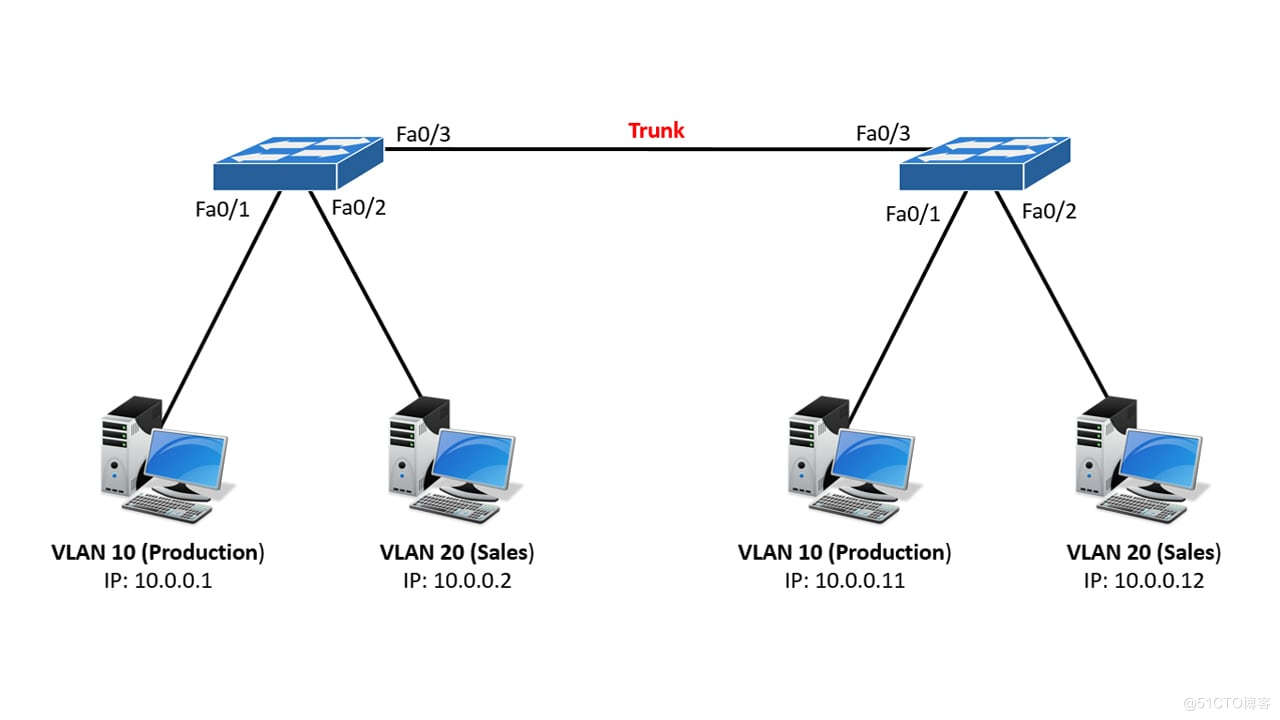 Fa0/3
Trunk
Fa0/3
Fa0/1
Fa0/2
Fa0/1
Fa0/2
VLAN 10 (Production)
IP: 10.0.0.1
VLAN 20 (Sales)
IP: 10.0.0.2
VLAN 10 (Production)
IP: 10.0.0.11
VLAN 20 (Sales)
IP: 10.0.0.12
@51CTO博客